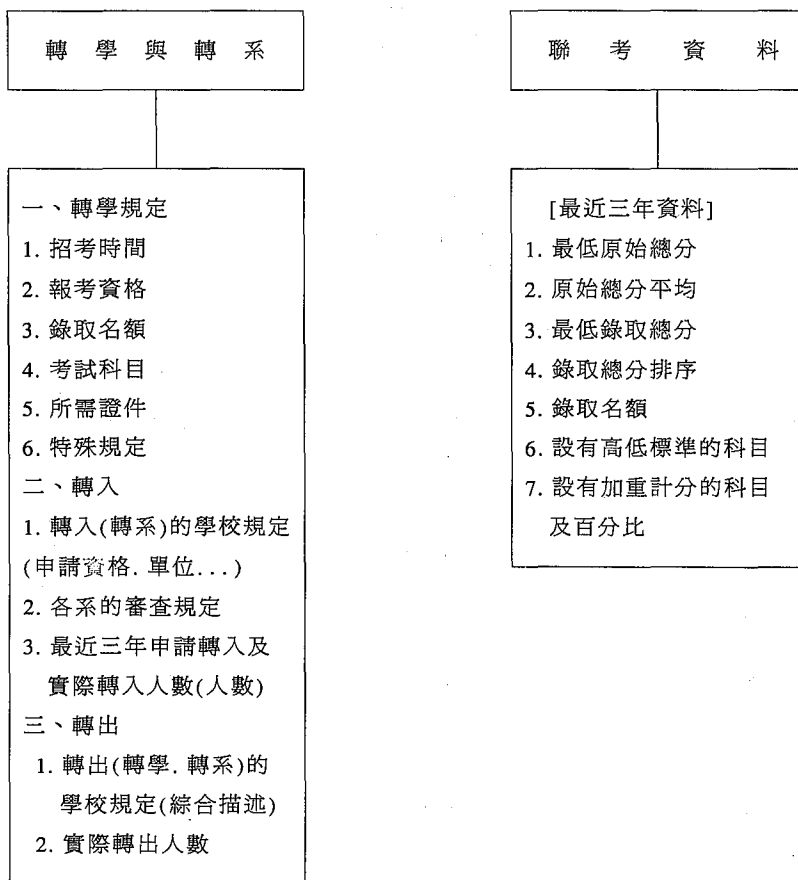 轉學與轉系
一、轉學規定
1. 招考時間
2. 報考資格
3. 錄取名額
4. 考試科目
5. 所需證件
6. 特殊規定
二、轉入
1. 轉入(轉系)的學校規定
(申請資格. 單位...)
2. 各系的審查規定
3. 最近三年申請轉入及
實際轉入人數(人數)
三、轉出
1. 轉出(轉學. 轉系)的
學校規定(綜合描述)
2. 實際轉出人數
聯考資料
[最近三年資料]
1. 最低原始總分
2. 原始總分平均
3. 最低錄取總分
4. 錄取總分排序
5. 錄取名額
6. 設有高低標準的科目
7. 設有加重計分的科目
及百分比